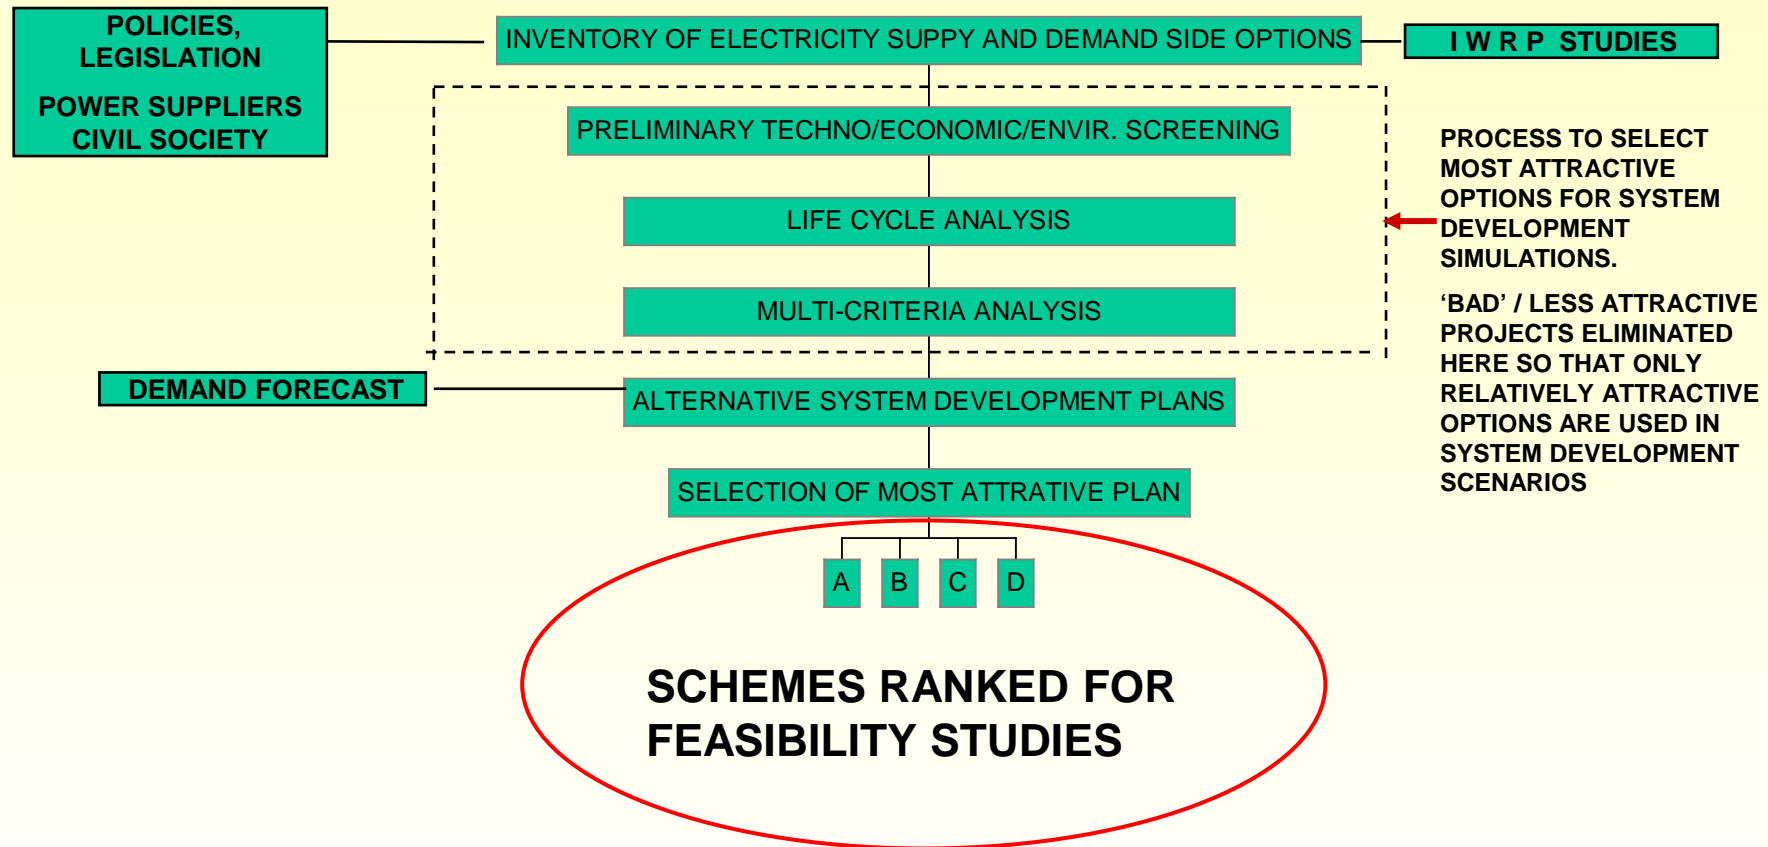 POLICIES,
LEGISLATION
POWER SUPPLIERS
CIVIL SOCIETY
INVENTORY OF ELECTRICITY SUPPY AND DEMAND SIDE OPTIONS
I W R P STUDIES
PRELIMINARY TECHNO/ECONOMIC/ENVIR. SCREENING
LIFE CYCLE ANALYSIS
MULTI-CRITERIA ANALYSIS
PROCESS TO SELECT
MOST ATTRACTIVE
OPTIONS FOR SYSTEM
DEVELOPMENT
SIMULATIONS.
‘BAD’ / LESS ATTRACTIVE
PROJECTS ELIMINATED
HERE SO THAT ONLY
RELATIVELY ATTRACTIVE
OPTIONS ARE USED IN
SYSTEM DEVELOPMENT
SCENARIOS
DEMAND FORECAST
ALTERNATIVE SYSTEM DEVELOPMENT PLANS
SELECTION OF MOST ATTRATIVE PLAN
A B C D
SCHEMES RANKED FOR
FEASIBILITY STUDIES